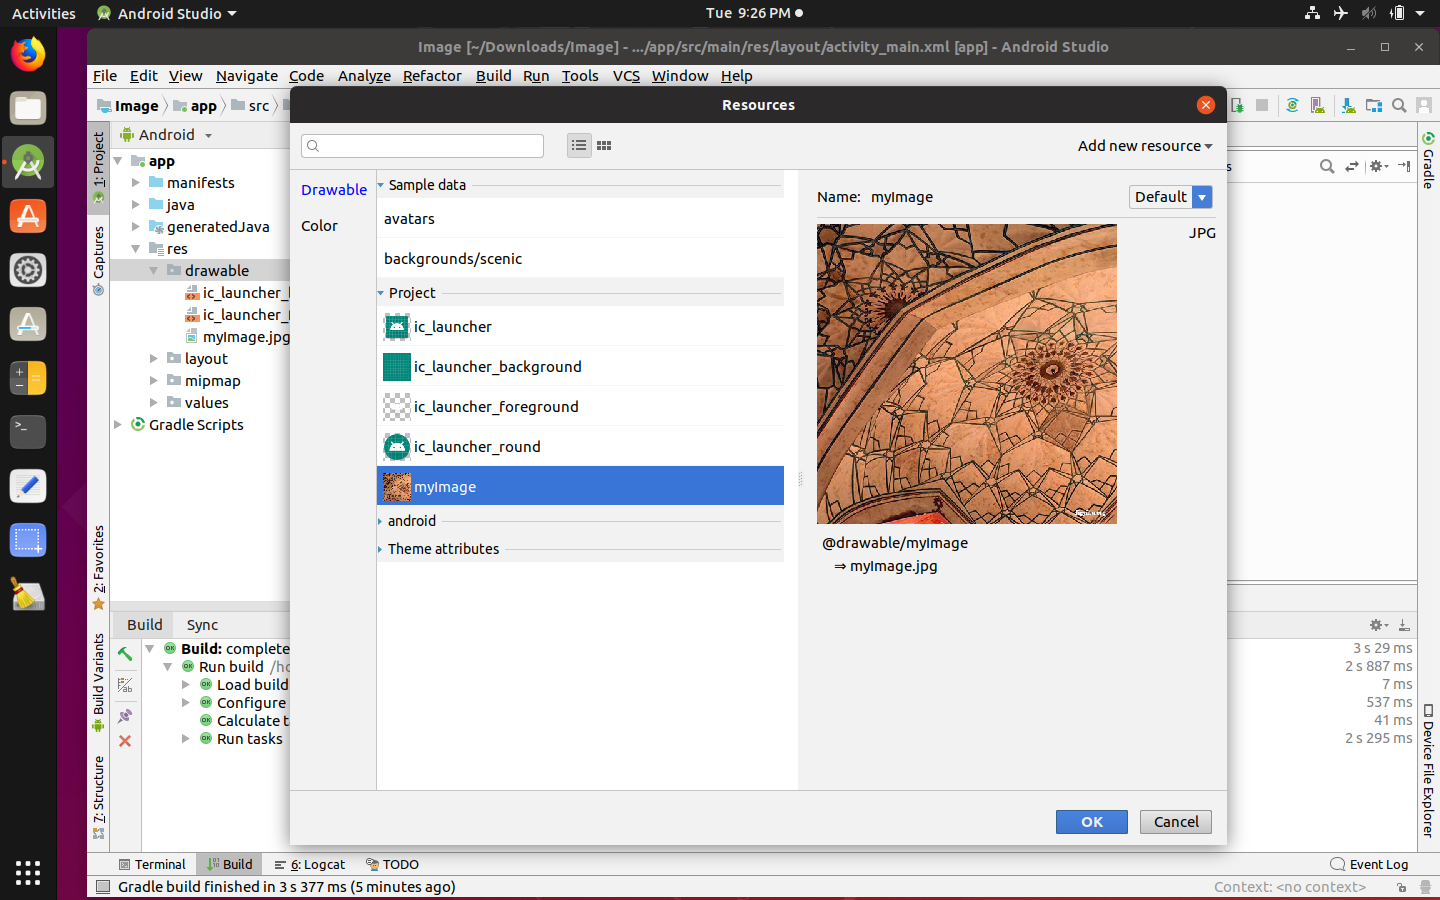 Activities
Android Studio
Tue 9:26 PM
Image [~/Downloads/Image] - .../app/src/main/res/layout/activity_main.xml [app] - Android Studio
File Edit View Navigate Code Analyze Refactor Build Run Tools VCS Window Help
Image app src
Resources
Android
Add new resource
1: Project
Captures
2: Favorites
Build Variants
7: Structure
app
manifests
java
generatedJava
res
drawable
ic_launcher_
ic_launcher_
myImage.jpg
layout
mipmap
values
Gradle Scripts
Drawable
Color
Sample data
avatars
backgrounds/scenic
Project
ic_launcher
ic_launcher_background
ic_launcher_foreground
ic_launcher_round
myImage
android
Theme attributes
Name: myImage
Default
JPG
@drawable/myImage
⇒ myImage.jpg
OK
Cancel
s
Gradle
Device File Explorer
Build Sync
Build: complete
Run build /ho
Load build
Configure
Calculate t
Run tasks
3 s 29 ms
2 s 887 ms
7 ms
537 ms
41 ms
2 s 295 ms
Terminal
Build
6: Logcat
TODO
Event Log
Gradle build finished in 3 s 377 ms (5 minutes ago)
Context: <no context>